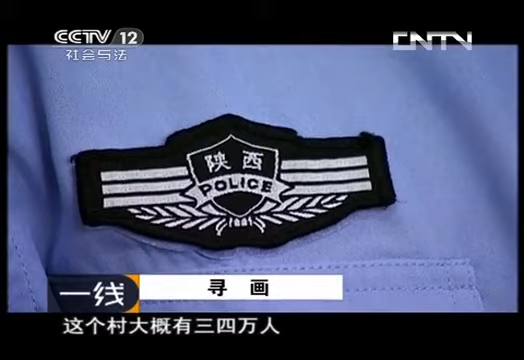 CCTV 12
社会与法
CNTV
陕西
POLICE
一线
寻画
这个村大概有三四万人